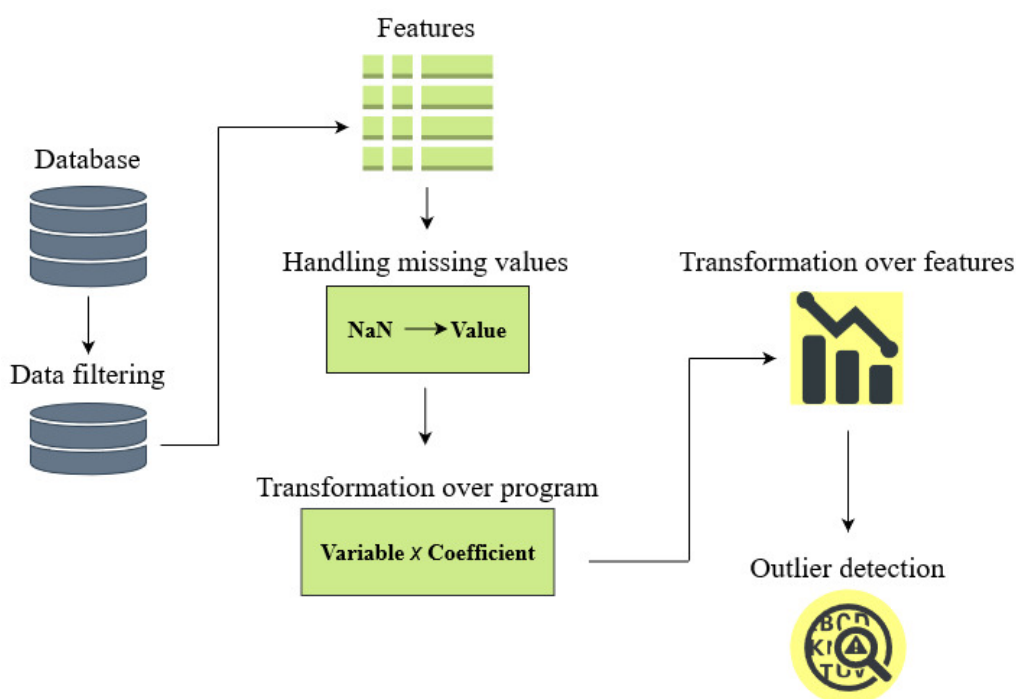 Database
Data filtering
Features
Handling missing values
NaN → Value
Transformation over program
Variable x Coefficient
Transformation over features
Outlier detection